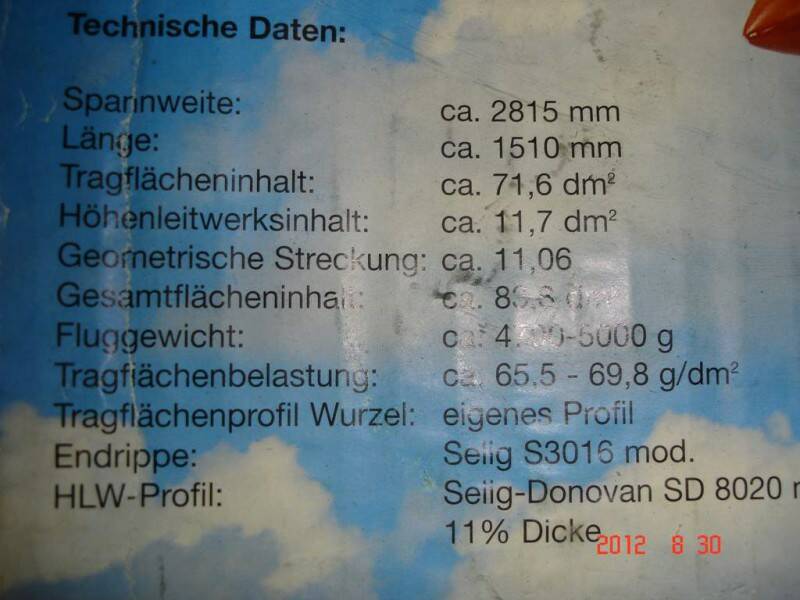 Technische Daten:
Spannweite: ca. 2815 mm
Länge: ca. 1510 mm
Tragflächeninhalt: ca. 71,6 dm²
Höhenleitwerksinhalt: ca. 11,7 dm²
Geometrische Streckung: ca. 11,06
Gesamtflächeninhalt: ca.
Fluggewicht: ca. g
Tragflächenbelastung: ca. 65.5 - 69,8 g/dm²
Tragflächenprofil Wurzel: eigenes Profil
Endrippe: Selig S3016 mod.
HLW-Profil: Selig-Donovan SD 8020
11% Dicke
2012 8 30